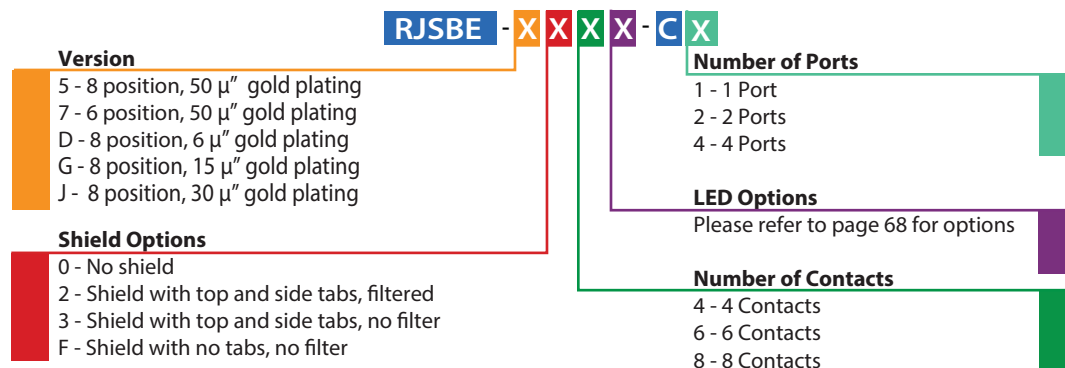 RJSBE - X X X X - C X
Version
5 - 8 position, 50 µ” gold plating
7 - 6 position, 50 µ” gold plating
D - 8 position, 6 µ” gold plating
G - 8 position, 15 µ” gold plating
J - 8 position, 30 µ” gold plating
Shield Options
0 - No shield
2 - Shield with top and side tabs, filtered
3 - Shield with top and side tabs, no filter
F - Shield with no tabs, no filter
Number of Ports
1 - 1 Port
2 - 2 Ports
4 - 4 Ports
LED Options
Please refer to page 68 for options
Number of Contacts
4 - 4 Contacts
6 - 6 Contacts
8 - 8 Contacts